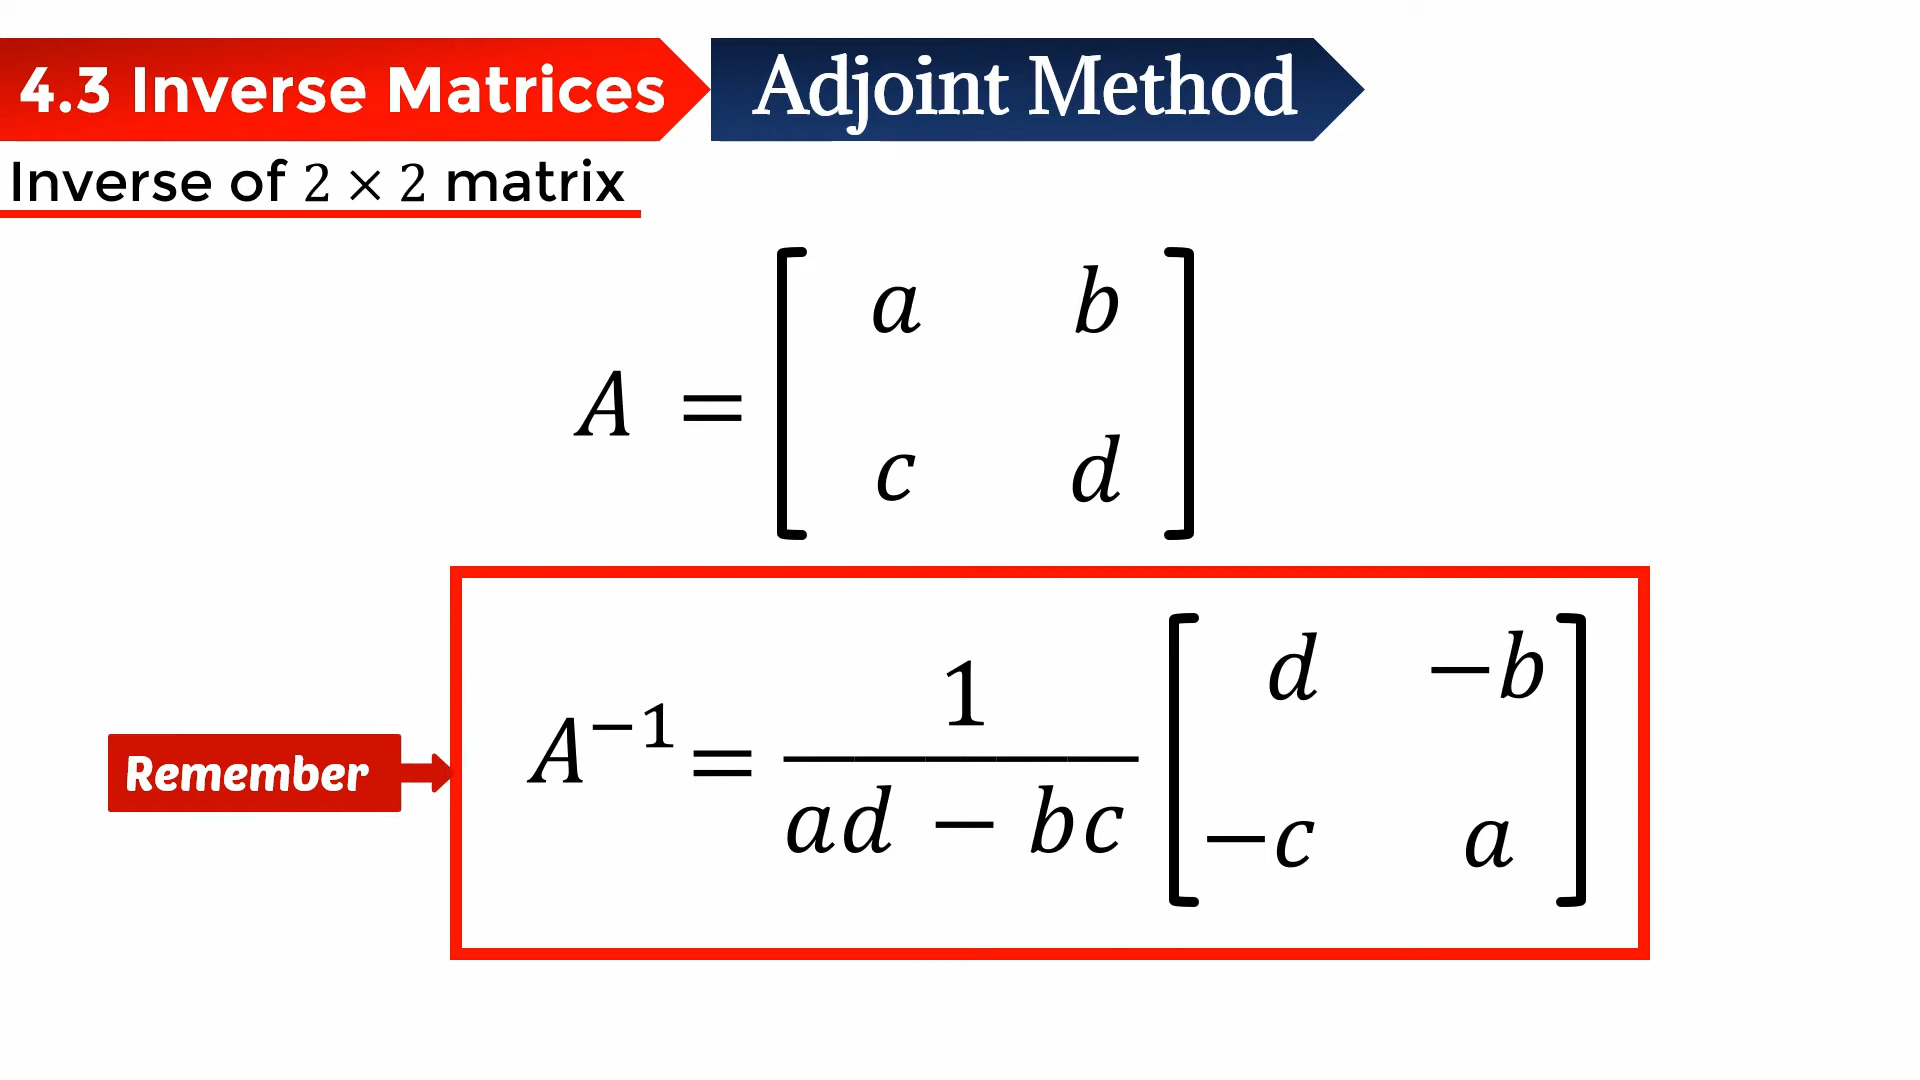 4.3 Inverse Matrices Adjoint Method
Inverse of 2 × 2 matrix
A = [ a b
c d ]
Remember A⁻¹ = 1 / (ad − bc) [ d −b
−c a ]